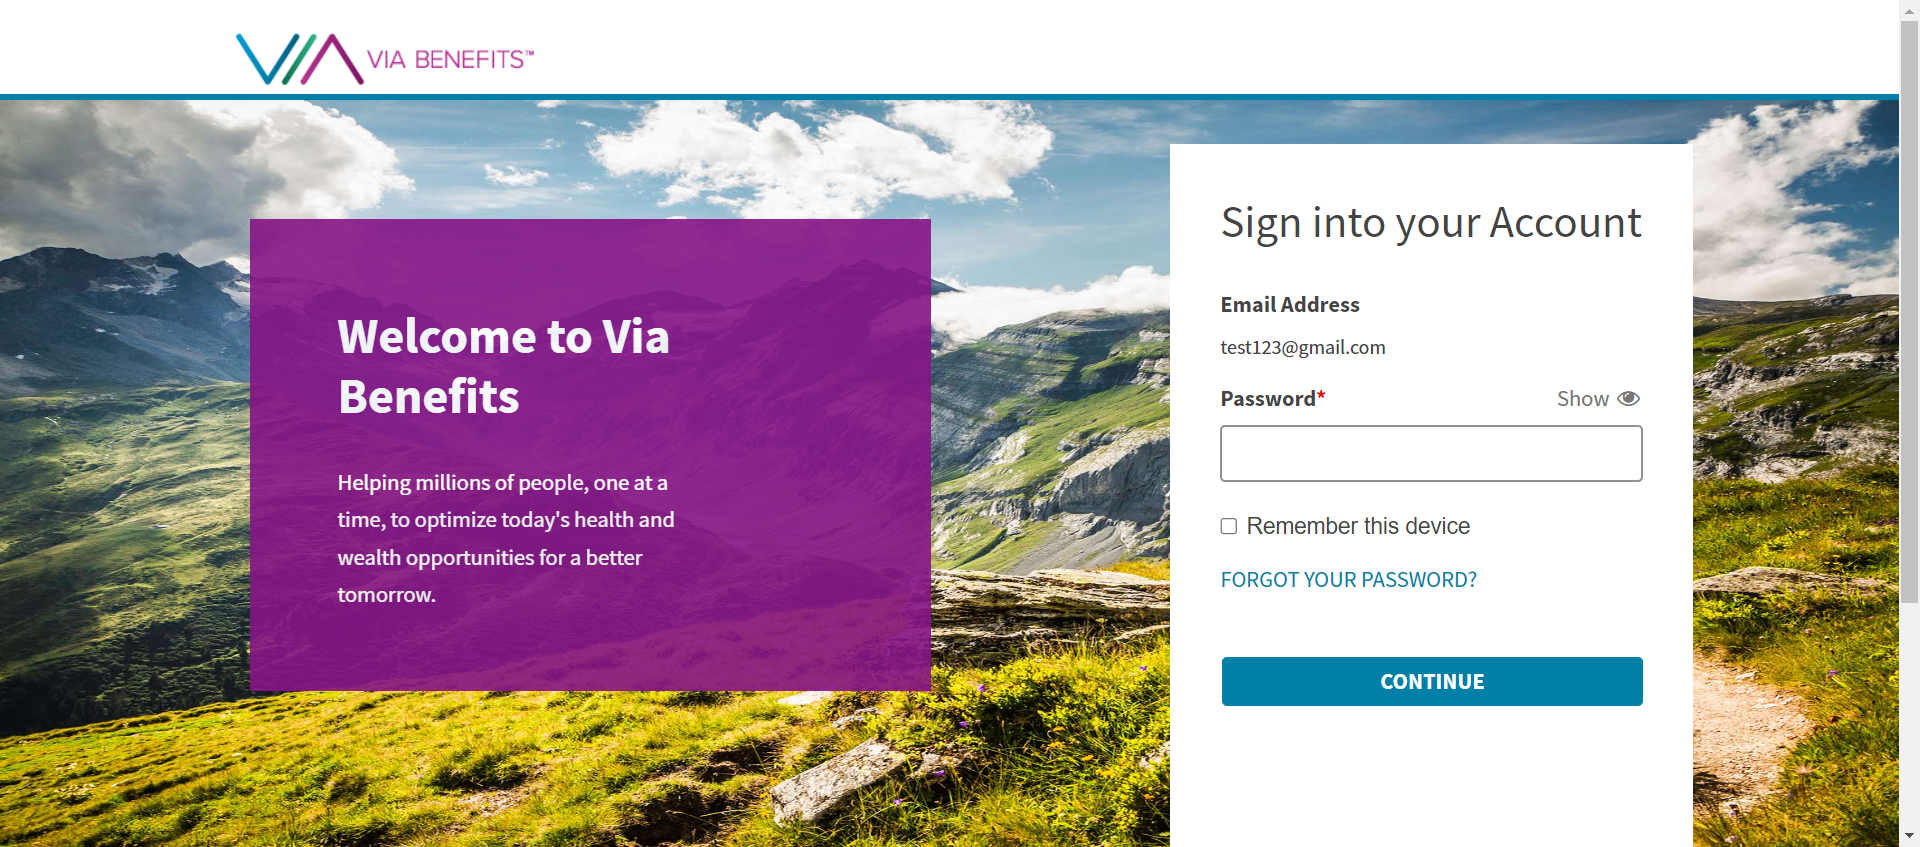 VIA BENEFITS™
Welcome to Via
Benefits
Helping millions of people, one at a
time, to optimize today's health and
wealth opportunities for a better
tomorrow.
Sign into your Account
Email Address
test123@gmail.com
Password* Show
Remember this device
FORGOT YOUR PASSWORD?
CONTINUE